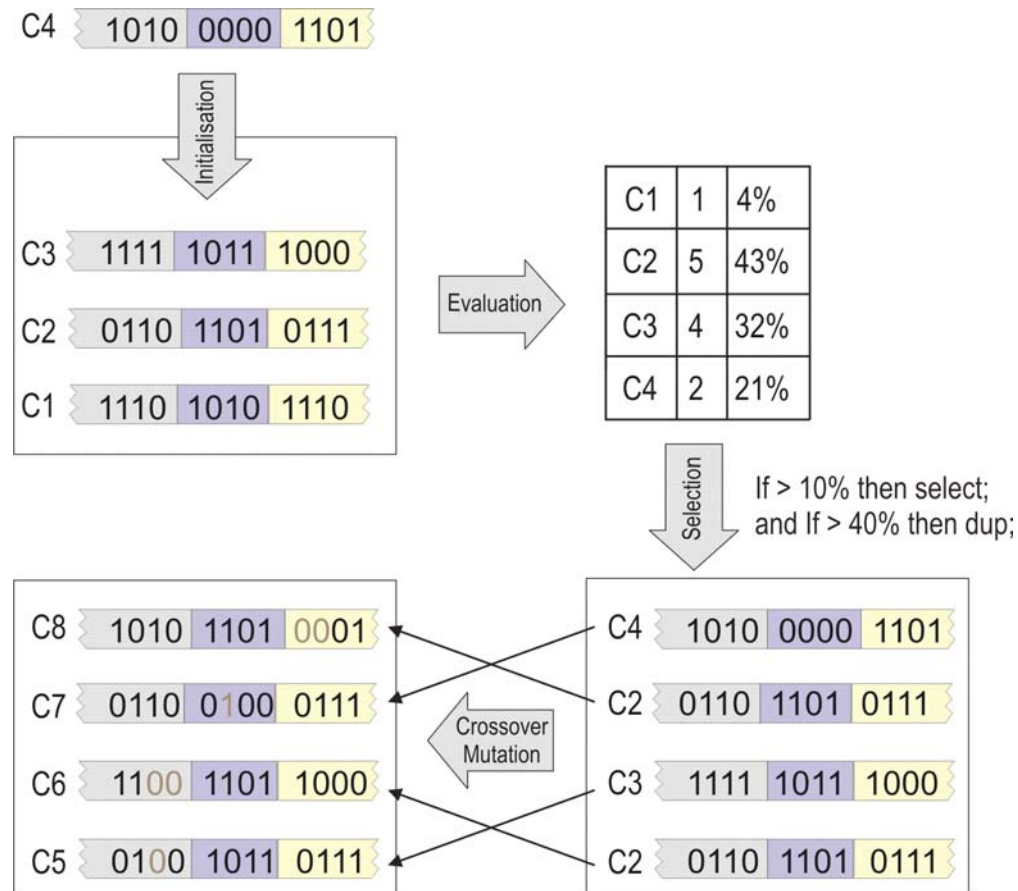 C4 1010 0000 1101
Initialisation
C3 1111 1011 1000
C2 0110 1101 0111
C1 1110 1010 1110
Evaluation
C1 1 4%
C2 5 43%
C3 4 32%
C4 2 21%
Selection
If > 10% then select;
and If > 40% then dup;
C4 1010 0000 1101
C2 0110 1101 0111
C3 1111 1011 1000
C2 0110 1101 0111
Crossover
Mutation
C8 1010 1101 0001
C7 0110 0100 0111
C6 1100 1101 1000
C5 0100 1011 0111